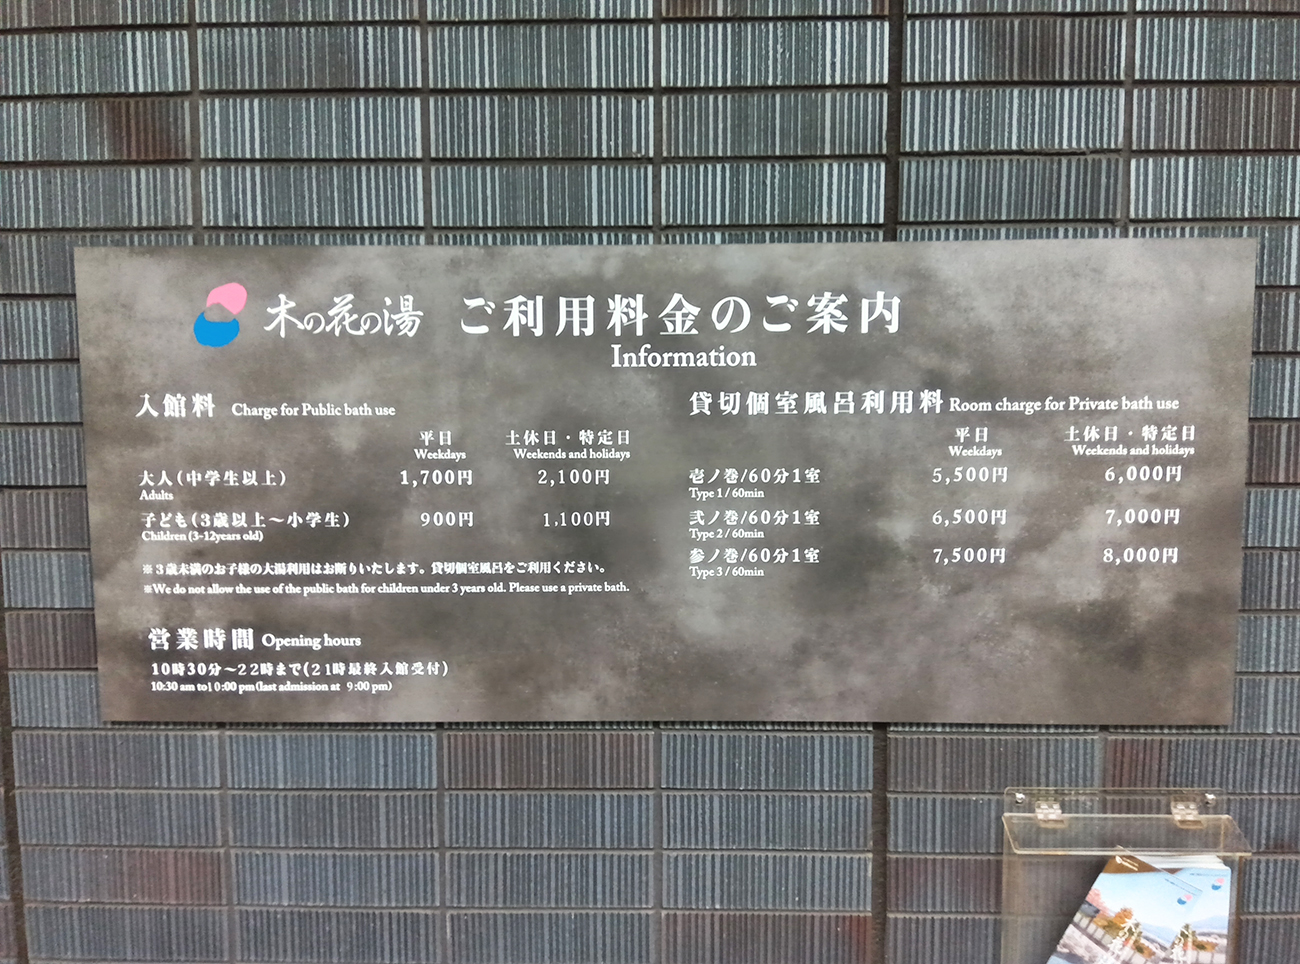 木の花の湯 ご利用料金のご案内
Information
入館料 Charge for Public bath use
平日 土休日・特定日
Weekdays Weekends and holidays
大人(中学生以上) 1,700円 2,100円
Adults
子ども(3歳以上〜小学生) 900円 1,100円
Children (3-12years old)
※3歳未満のお子様の大湯利用はお断りいたします。貸切個室風呂をご利用ください。
※We do not allow the use of the public bath for children under 3 years old. Please use a private bath.
営業時間 Opening hours
10時30分〜22時まで(21時最終入館受付)
10:30 am to10:00 pm(last admission at 9:00 pm)
貸切個室風呂利用料 Room charge for Private bath use
平日 土休日・特定日
Weekdays Weekends and holidays
壱ノ巻/60分1室 5,500円 6,000円
Type 1 / 60min
弐ノ巻/60分1室 6,500円 7,000円
Type 2 / 60min
参ノ巻/60分1室 7,500円 8,000円
Type 3 / 60min